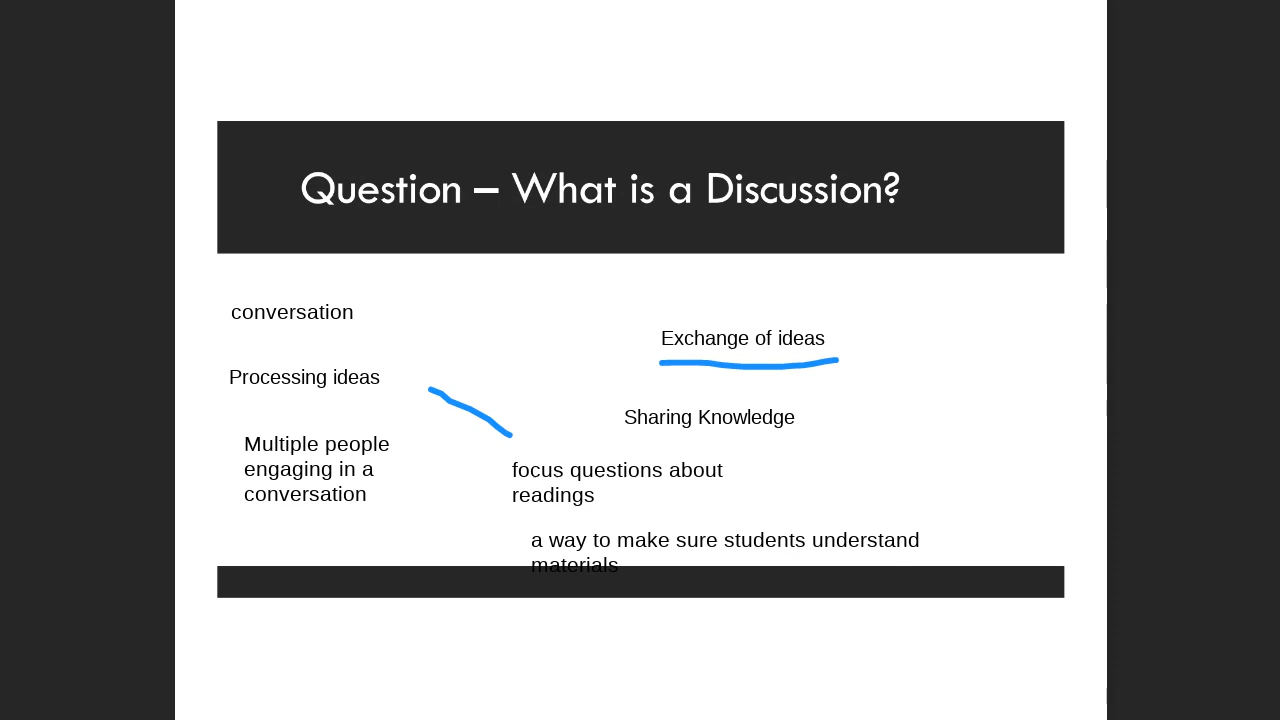 Question – What is a Discussion?
conversation
Exchange of ideas
Processing ideas
Sharing Knowledge
Multiple people
engaging in a
conversation
focus questions about
readings
a way to make sure students understand
materials